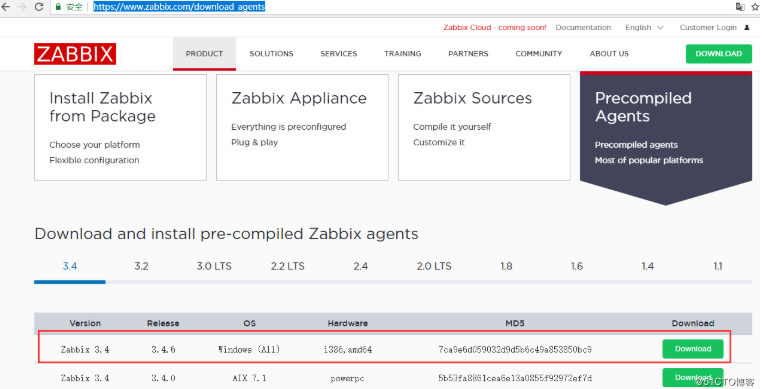 安全 https://www.zabbix.com/download_agents
Zabbix Cloud - coming soon! Documentation English Customer Login
ZABBIX PRODUCT SOLUTIONS SERVICES TRAINING PARTNERS COMMUNITY ABOUT US DOWNLOAD
Install Zabbix
from Package
Choose your platform
Flexible configuration
Zabbix Appliance
Everything is preconfigured
Plug & play
Zabbix Sources
Compile it yourself
Customize it
Precompiled
Agents
Precompiled agents
Most of popular platforms
Download and install pre-compiled Zabbix agents
3.4 3.2 3.0 LTS 2.2 LTS 2.4 2.0 LTS 1.8 1.6 1.4 1.1
Version Release OS Hardware MD5 Download
Zabbix 3.4 3.4.6 Windows (All) i386,amd64 7ca9e6d059032d9d5b6c49a853850bc9 Download
Zabbix 3.4 3.4.0 AIX 7.1 powerpc 5b53fa8861cea6e13a0855f92972ef7d Download
@51CTO博客